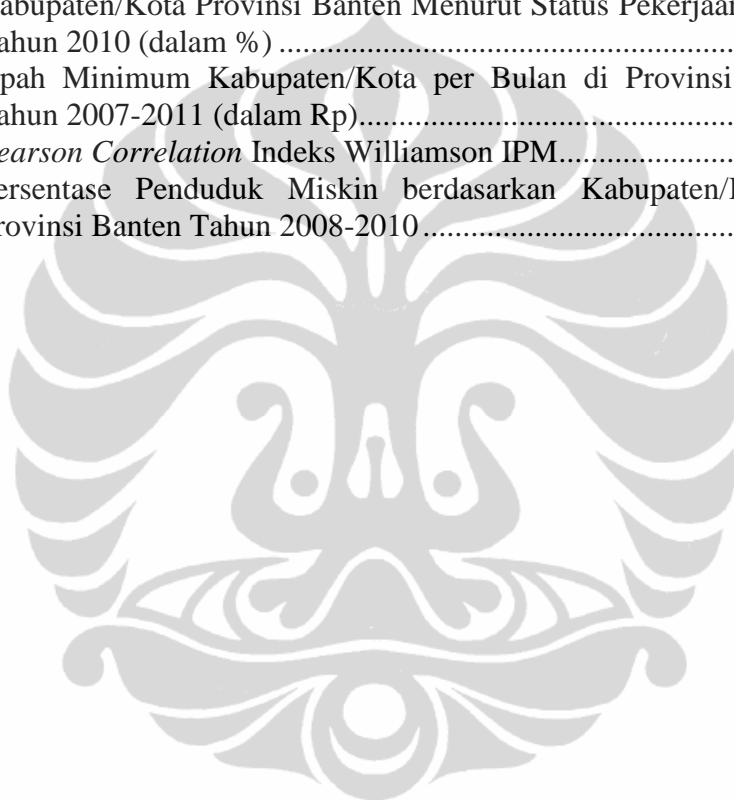 abupaten/Kota Provinsi Banten Menurut Status Pekerjaan
ahun 2010 (dalam %) ..............................................................
pah Minimum Kabupaten/Kota per Bulan di Provinsi
ahun 2007-2011 (dalam Rp)..................................................
earson Correlation Indeks Williamson IPM........................
ersentase Penduduk Miskin berdasarkan Kabupaten/
rovinsi Banten Tahun 2008-2010 ..........................................